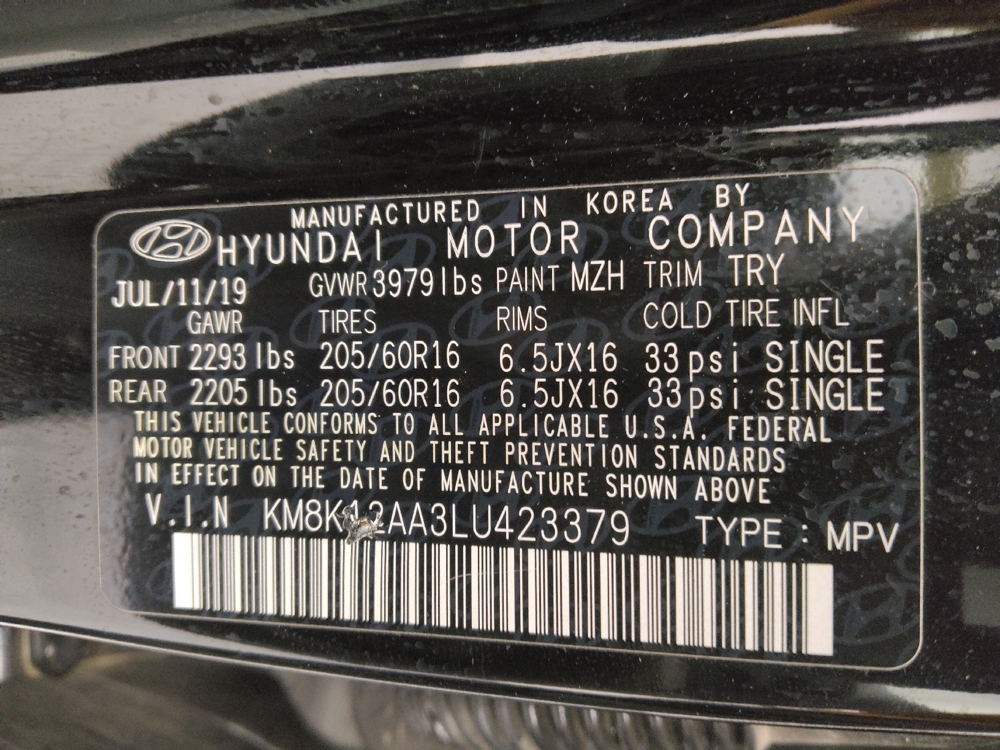 MANUFACTURED IN KOREA BY
HYUNDAI MOTOR COMPANY
JUL/11/19 GVWR 3979 lbs PAINT MZH TRIM TRY
GAWR TIRES RIMS COLD TIRE INFL
FRONT 2293 lbs 205/60R16 6.5JX16 33 psi SINGLE
REAR 2205 lbs 205/60R16 6.5JX16 33 psi SINGLE
THIS VEHICLE CONFORMS TO ALL APPLICABLE U.S.A. FEDERAL
MOTOR VEHICLE SAFETY AND THEFT PREVENTION STANDARDS
IN EFFECT ON THE DATE OF MANUFACTURE SHOWN ABOVE
V.I.N KM8K12AA3LU423379 TYPE : MPV